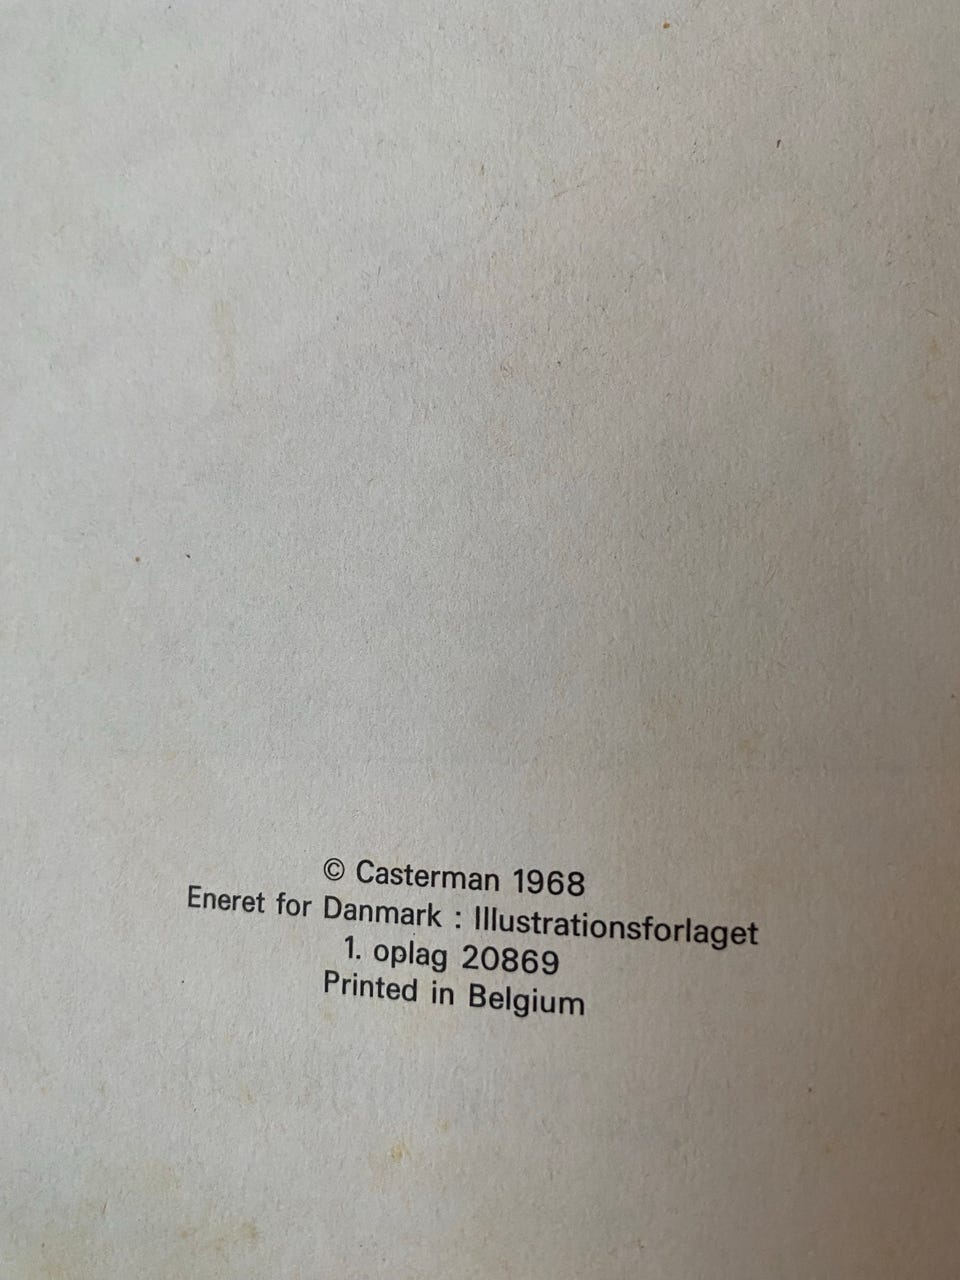 © Casterman 1968
Eneret for Danmark : Illustrationsforlaget
1. oplag 20869
Printed in Belgium